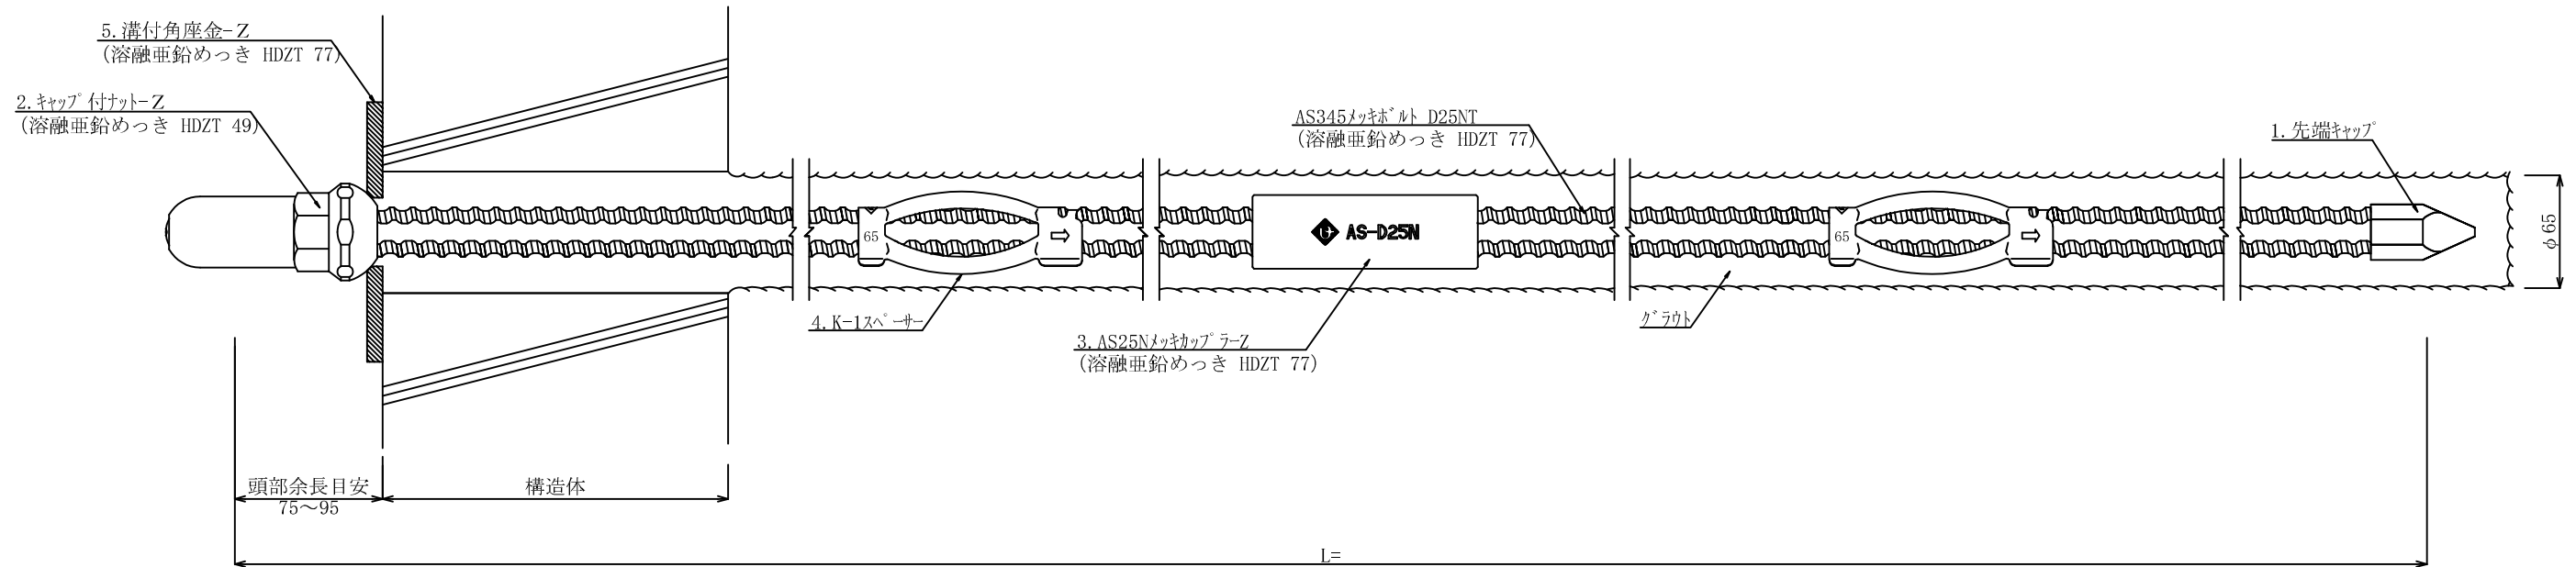 5.溝付角座金-Z
(溶融亜鉛めっき HDZT 77)
2.ｷｬｯﾌﾟ付ﾅｯﾄ-Z
(溶融亜鉛めっき HDZT 49)
AS345ﾒｯｷﾎﾞﾙﾄ D25NT
(溶融亜鉛めっき HDZT 77)
1.先端ｷｬｯﾌﾟ
65
AS-D25N
65
φ65
4.K-1ｽﾍﾟｰｻｰ
3.AS25NﾒｯｷｶｯﾌﾟﾗｰZ
(溶融亜鉛めっき HDZT 77)
ｸﾞﾗｳﾄ
頭部余長目安
75～95
構造体
L=